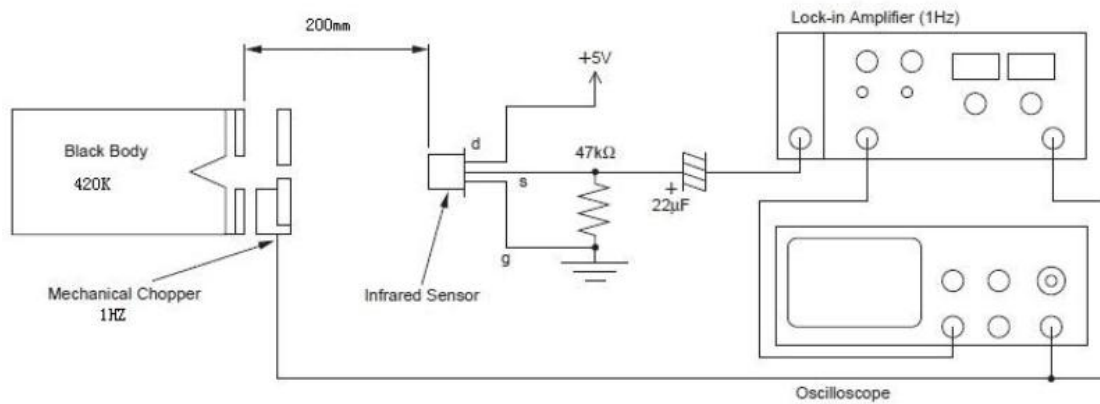 Lock-in Amplifier (1Hz)
200mm
+5V
Black Body
420K
d
s
g
47kΩ
+
22μF
Mechanical Chopper
1HZ
Infrared Sensor
Oscilloscope